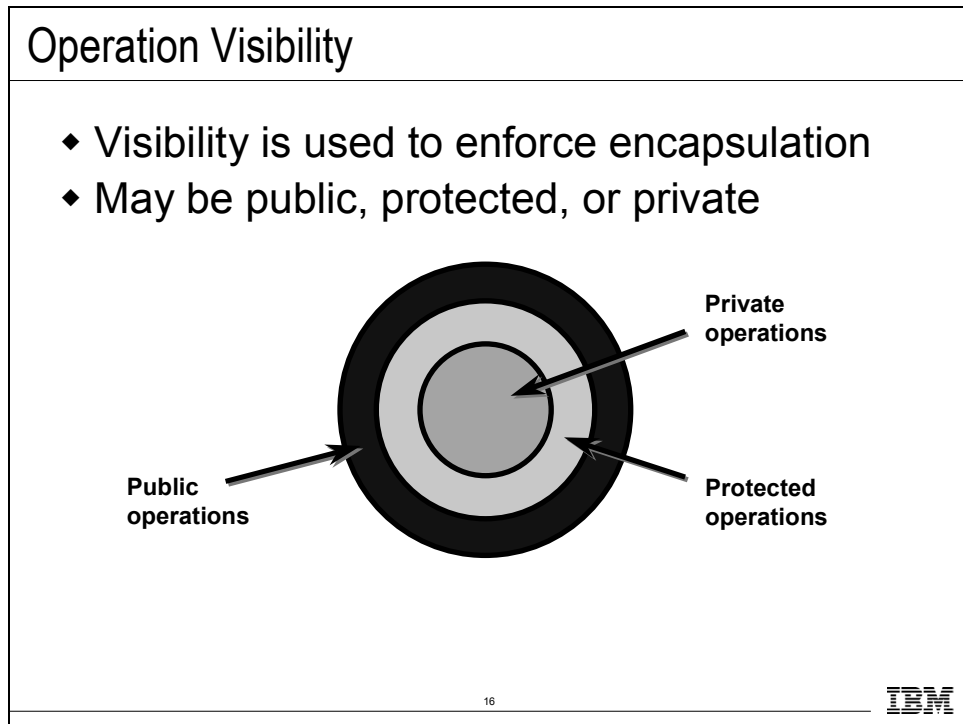 Operation Visibility
◆ Visibility is used to enforce encapsulation
◆ May be public, protected, or private
Private
operations
Public
operations
Protected
operations
16
IBM